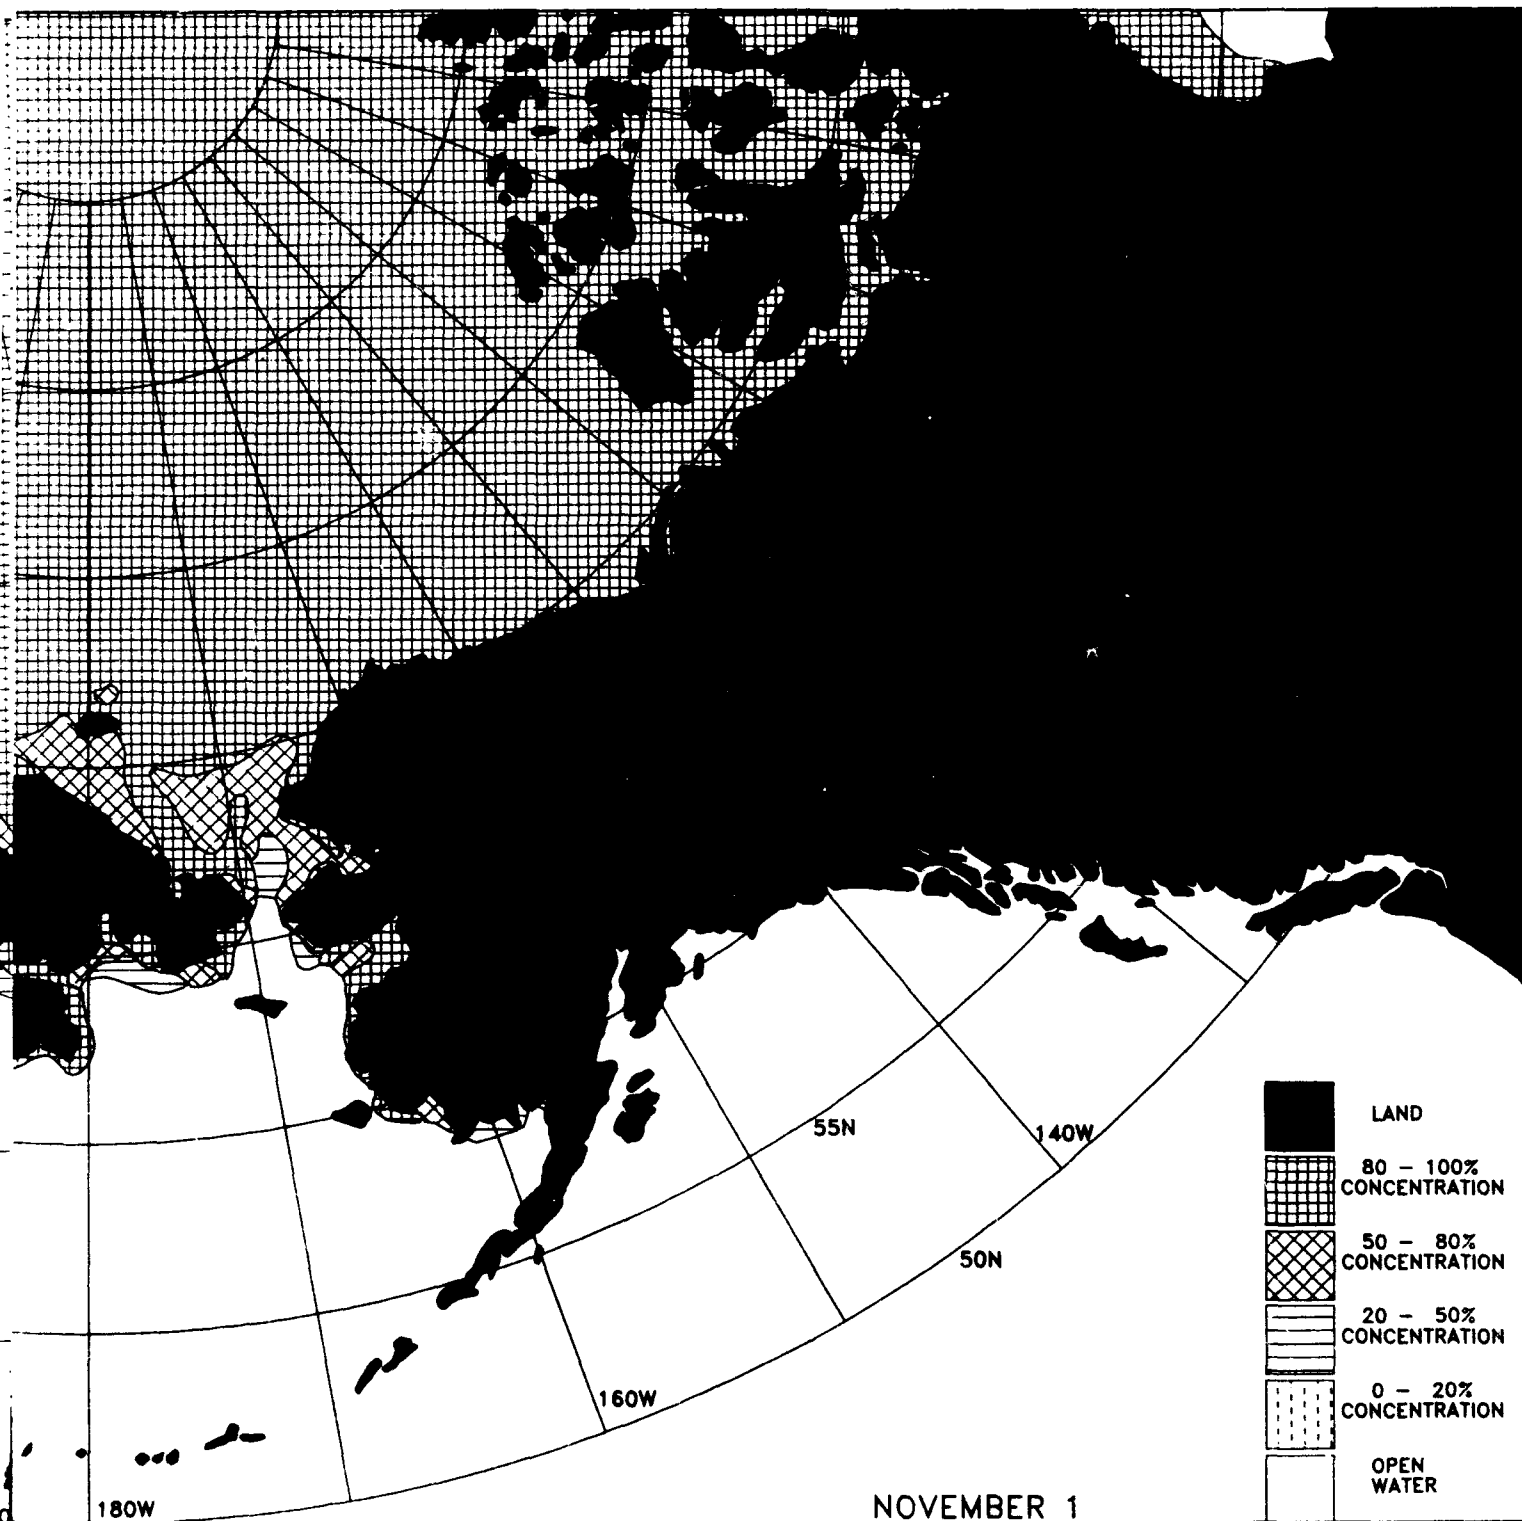 55N
140W
50N
160W
180W
NOVEMBER 1
LAND
80 – 100%
CONCENTRATION
50 – 80%
CONCENTRATION
20 – 50%
CONCENTRATION
0 – 20%
CONCENTRATION
OPEN
WATER